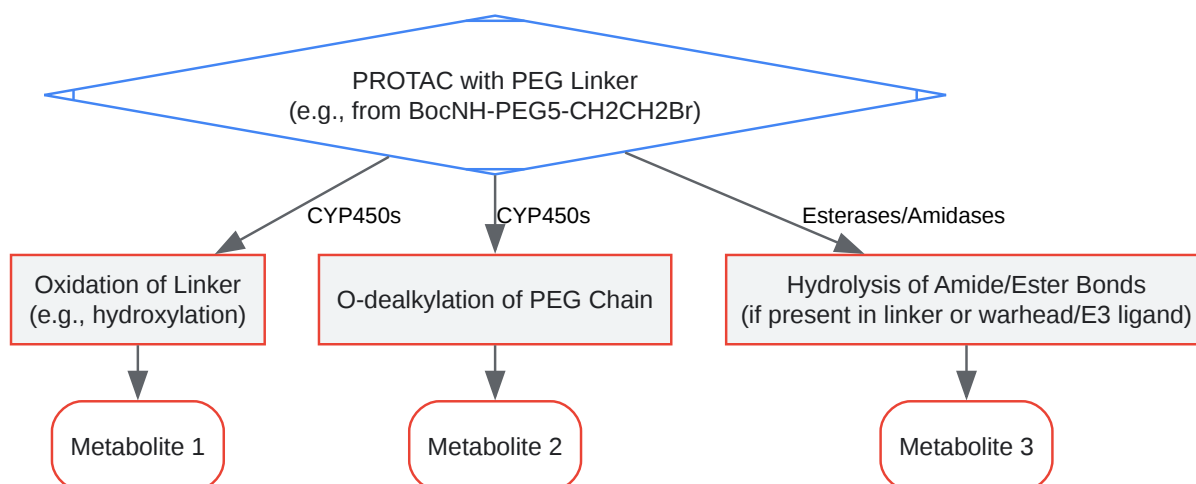 PROTAC with PEG Linker
(e.g., from BocNH-PEG5-CH2CH2Br)
CYP450s
CYP450s
Esterases/Amidases
Oxidation of Linker
(e.g., hydroxylation)
O-dealkylation of PEG Chain
Hydrolysis of Amide/Ester Bonds
(if present in linker or warhead/E3 ligand)
Metabolite 1
Metabolite 2
Metabolite 3